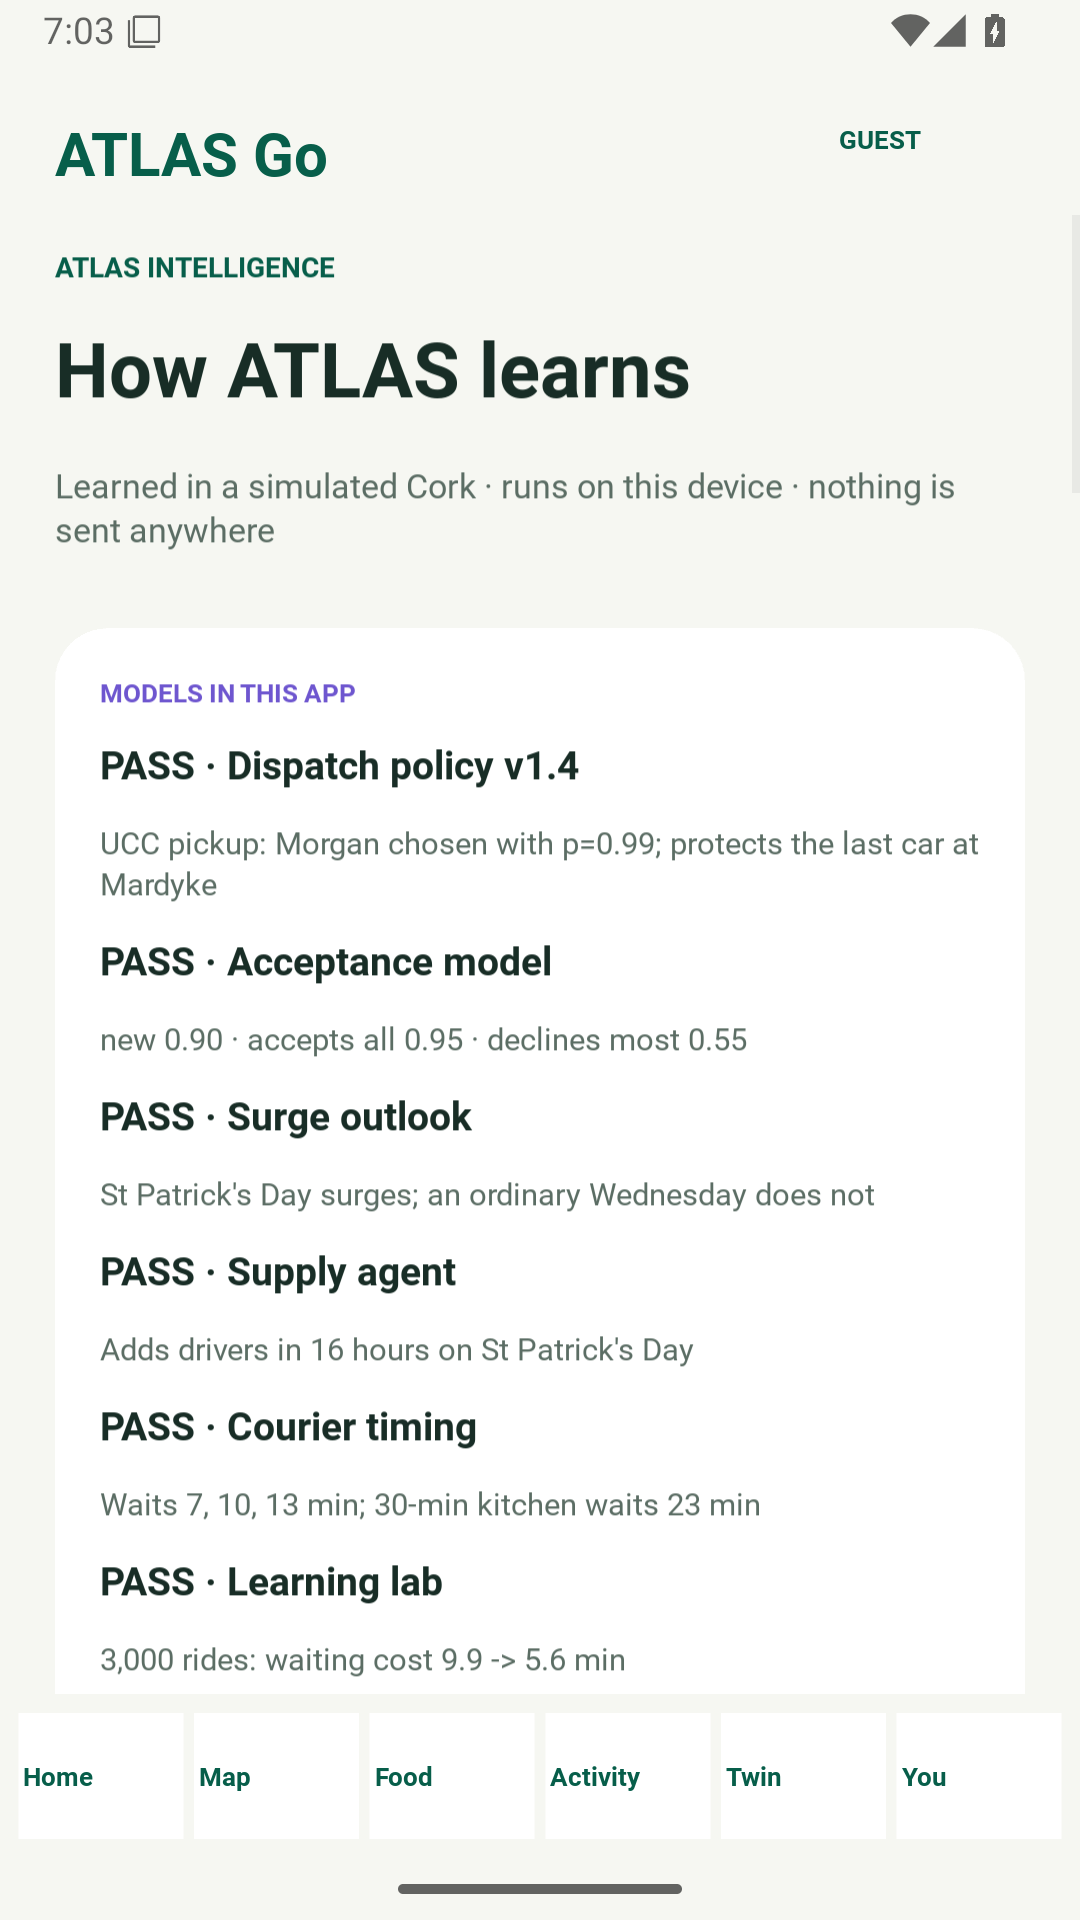 7:03
ATLAS Go
GUEST
ATLAS INTELLIGENCE
How ATLAS learns
Learned in a simulated Cork · runs on this device · nothing is
sent anywhere
MODELS IN THIS APP
PASS · Dispatch policy v1.4
UCC pickup: Morgan chosen with p=0.99; protects the last car at
Mardyke
PASS · Acceptance model
new 0.90 · accepts all 0.95 · declines most 0.55
PASS · Surge outlook
St Patrick's Day surges; an ordinary Wednesday does not
PASS · Supply agent
Adds drivers in 16 hours on St Patrick's Day
PASS · Courier timing
Waits 7, 10, 13 min; 30-min kitchen waits 23 min
PASS · Learning lab
3,000 rides: waiting cost 9.9 -> 5.6 min
Home
Map
Food
Activity
Twin
You